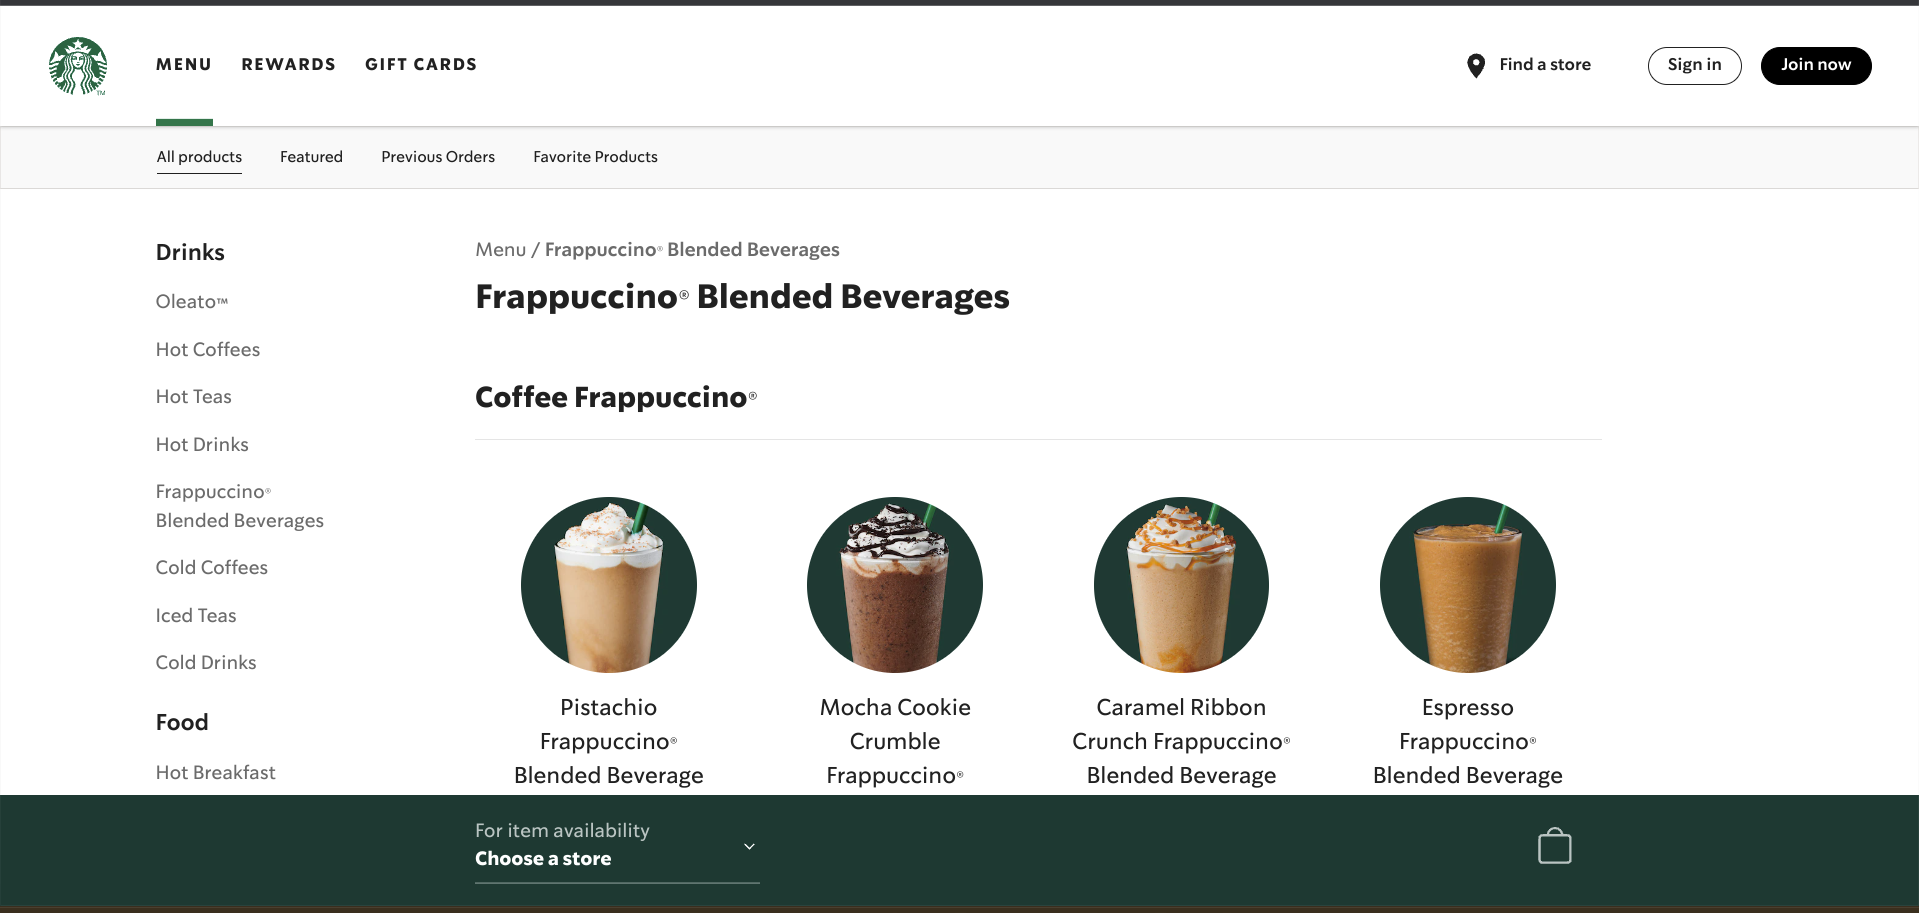 MENU REWARDS GIFT CARDS Find a store Sign in Join now
All products Featured Previous Orders Favorite Products
Drinks
Oleato™
Hot Coffees
Hot Teas
Hot Drinks
Frappuccino®
Blended Beverages
Cold Coffees
Iced Teas
Cold Drinks
Food
Hot Breakfast
Menu / Frappuccino® Blended Beverages
Frappuccino® Blended Beverages
Coffee Frappuccino®
Pistachio
Frappuccino®
Blended Beverage
Mocha Cookie
Crumble
Frappuccino®
Caramel Ribbon
Crunch Frappuccino®
Blended Beverage
Espresso
Frappuccino®
Blended Beverage
For item availability
Choose a store
TM